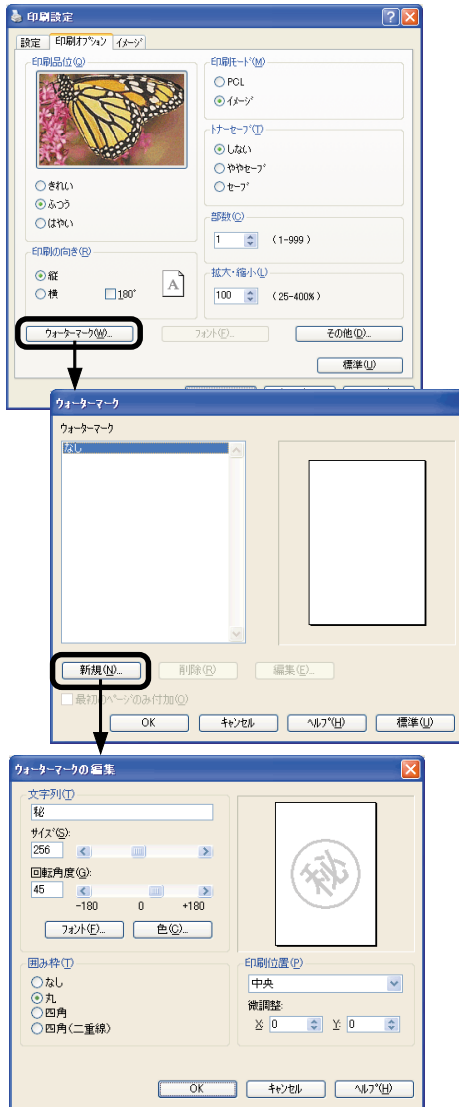 印刷設定
設定 印刷オプション イメージ
印刷品位(Q)
きれい
ふつう
はやい
印刷の向き(R)
縦
横 180° A
印刷モード(M)
PCL
イメージ
トナーセーブ(T)
しない
ややセーブ
セーブ
部数(C)
1 (1-999)
拡大・縮小(L)
100 (25-400%)
ウォーターマーク(W)... フォント(F)... その他(O)...
標準(U)
ウォーターマーク
ウォーターマーク
なし
新規(N)... 削除(R) 編集(E)...
最初のページのみ付加(O)
OK キャンセル ヘルプ(H) 標準(U)
ウォーターマークの編集
文字列(T)
秘
サイズ(S):
256
回転角度(G):
45
-180 0 +180
フォント(F)... 色(C)...
囲み枠(T)
なし
丸
四角
四角(二重線)
秘
印刷位置(P)
中央
微調整:
X: 0 Y: 0
OK キャンセル ヘルプ(H)